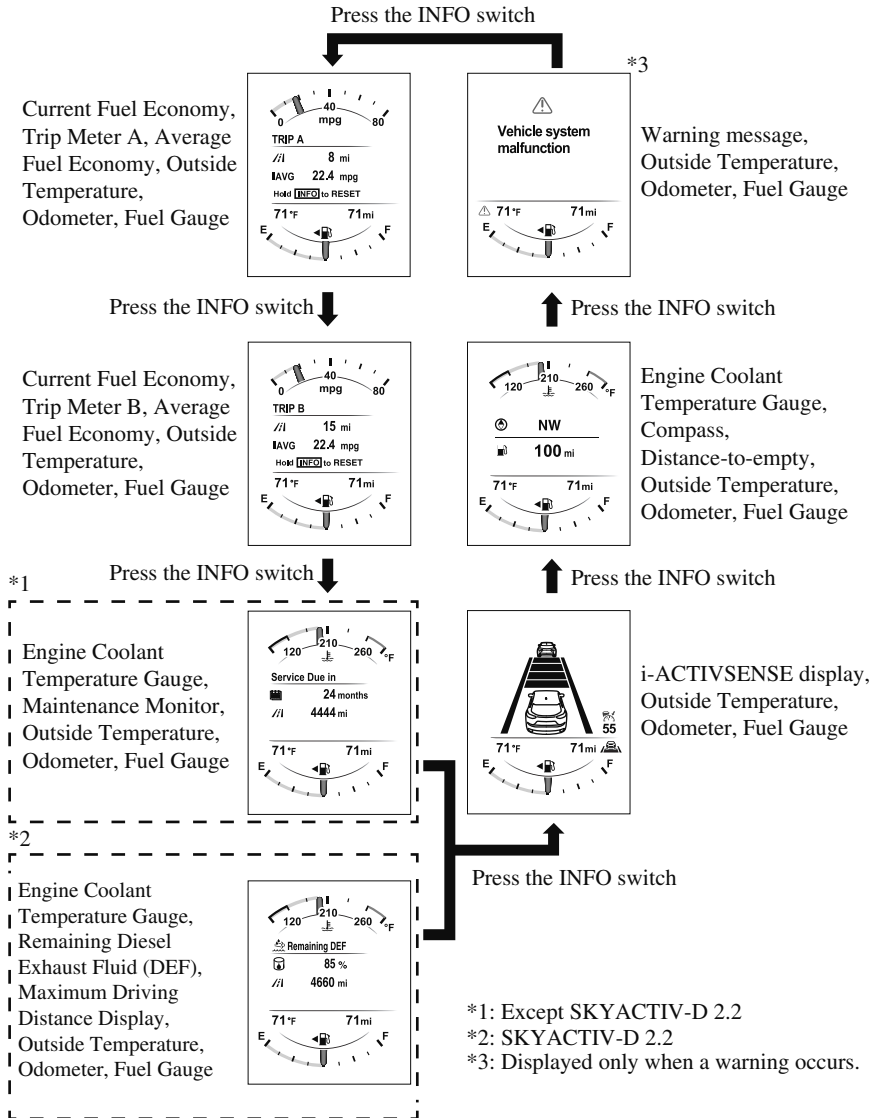 Press the INFO switch
Current Fuel Economy,
Trip Meter A, Average
Fuel Economy, Outside
Temperature,
Odometer, Fuel Gauge
0 40 80
mpg
TRIP A
8 mi
AVG 22.4 mpg
Hold INFO to RESET
71°F 71mi
E F
*3
Vehicle system
malfunction
71°F 71mi
E F
Warning message,
Outside Temperature,
Odometer, Fuel Gauge
Press the INFO switch
Press the INFO switch
Current Fuel Economy,
Trip Meter B, Average
Fuel Economy, Outside
Temperature,
Odometer, Fuel Gauge
0 40 80
mpg
TRIP B
15 mi
AVG 22.4 mpg
Hold INFO to RESET
71°F 71mi
E F
120 210 260 °F
NW
100 mi
71°F 71mi
E F
Engine Coolant
Temperature Gauge,
Compass,
Distance-to-empty,
Outside Temperature,
Odometer, Fuel Gauge
Press the INFO switch
Press the INFO switch
*1
Engine Coolant
Temperature Gauge,
Maintenance Monitor,
Outside Temperature,
Odometer, Fuel Gauge
120 210 260 °F
Service Due in
24 months
4444 mi
71°F 71mi
E F
55
71°F 71mi
E F
i-ACTIVSENSE display,
Outside Temperature,
Odometer, Fuel Gauge
Press the INFO switch
*2
Engine Coolant
Temperature Gauge,
Remaining Diesel
Exhaust Fluid (DEF),
Maximum Driving
Distance Display,
Outside Temperature,
Odometer, Fuel Gauge
120 210 260 °F
Remaining DEF
85 %
4660 mi
71°F 71mi
E F
*1: Except SKYACTIV-D 2.2
*2: SKYACTIV-D 2.2
*3: Displayed only when a warning occurs.